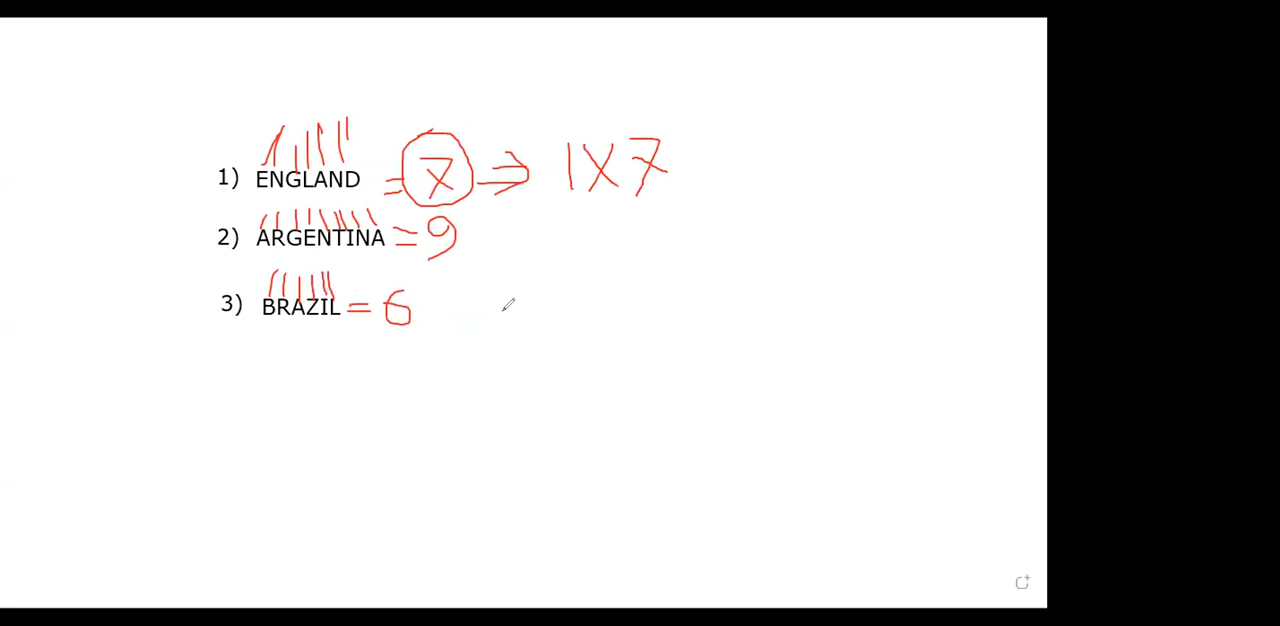 1) ENGLAND = 7 ⇒ 1X7
2) ARGENTINA = 9
3) BRAZIL = 6